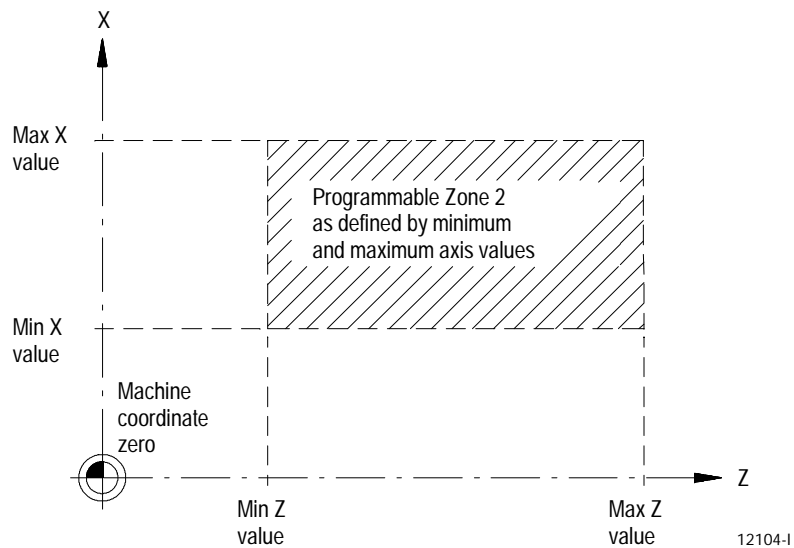 X
Max X
value
Programmable Zone 2
as defined by minimum
and maximum axis values
Min X
value
Machine
coordinate
zero
Z
Min Z
value
Max Z
value
12104-I